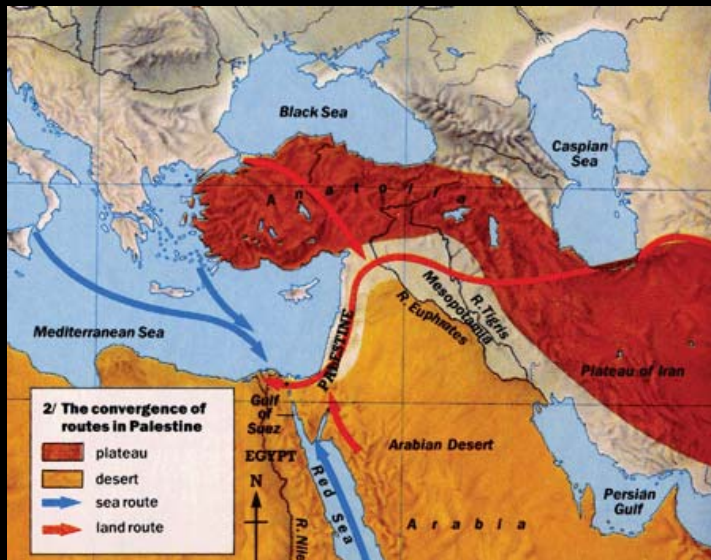 Black Sea
Caspian
Sea
Anatolia
Mesopotamia
R. Tigris
R. Euphrates
Mediterranean Sea
PALESTINE
Plateau of Iran
2/ The convergence of
routes in Palestine
plateau
desert
sea route
land route
Gulf
of
Suez
EGYPT
N
R. Nile
Red Sea
Arabian Desert
Arabia
Persian
Gulf